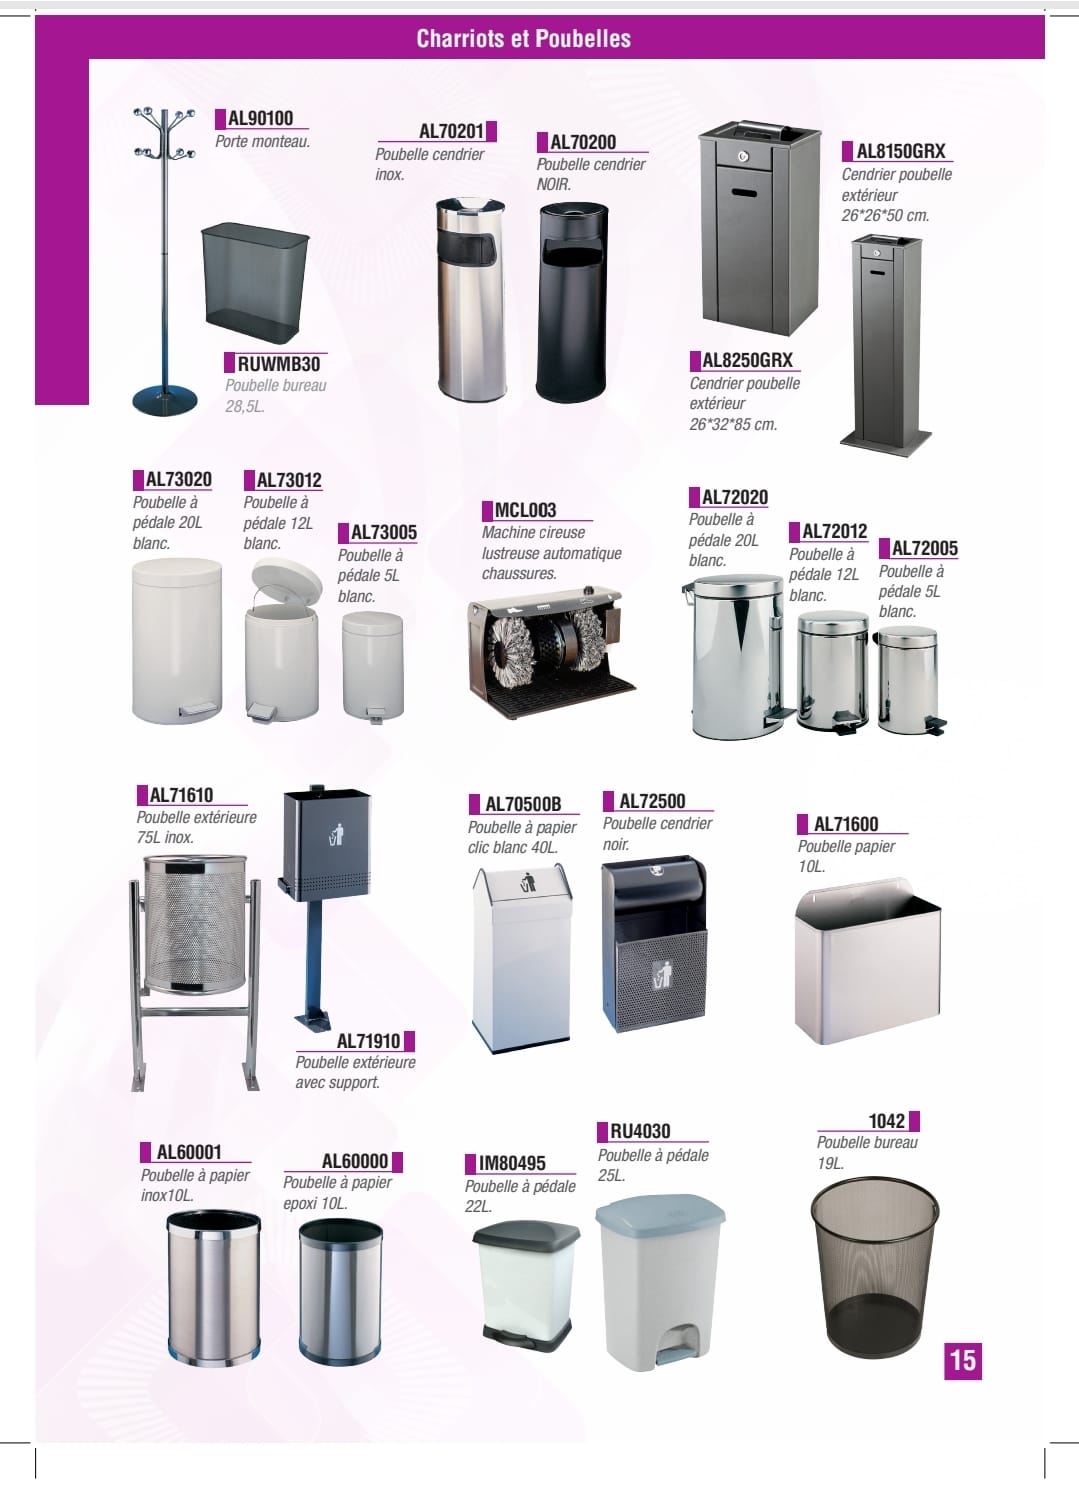 Charriots et Poubelles
AL90100
Porte monteau.
RUWMB30
Poubelle bureau
28,5L.
AL70201
Poubelle cendrier
inox.
AL70200
Poubelle cendrier
NOIR.
AL8250GRX
Cendrier poubelle
extérieur
26*32*85 cm.
AL8150GRX
Cendrier poubelle
extérieur
26*26*50 cm.
AL73020
Poubelle à
pédale 20L
blanc.
AL73012
Poubelle à
pédale 12L
blanc.
AL73005
Poubelle à
pédale 5L
blanc.
MCL003
Machine cireuse
lustreuse automatique
chaussures.
AL72020
Poubelle à
pédale 20L
blanc.
AL72012
Poubelle à
pédale 12L
blanc.
AL72005
Poubelle à
pédale 5L
blanc.
AL71610
Poubelle extérieure
75L inox.
AL71910
Poubelle extérieure
avec support.
AL70500B
Poubelle à papier
clic blanc 40L.
AL72500
Poubelle cendrier
noir.
AL71600
Poubelle papier
10L.
AL60001
Poubelle à papier
inox10L.
AL60000
Poubelle à papier
epoxi 10L.
IM80495
Poubelle à pédale
22L.
RU4030
Poubelle à pédale
25L.
1042
Poubelle bureau
19L.
15